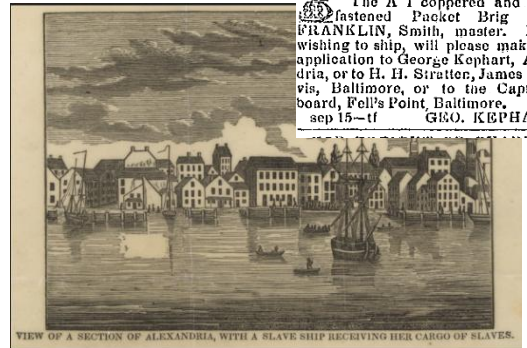 The A 1 coppered and
fastened Packet Brig
FRANKLIN, Smith, master.
wishing to ship, will please mak
application to George Kephart, A
dria, or to H. H. Stratter, James
vis, Baltimore, or to the Cap
board, Fell's Point, Baltimore.
sep 15—tf GEO. KEPHA
VIEW OF A SECTION OF ALEXANDRIA, WITH A SLAVE SHIP RECEIVING HER CARGO OF SLAVES.